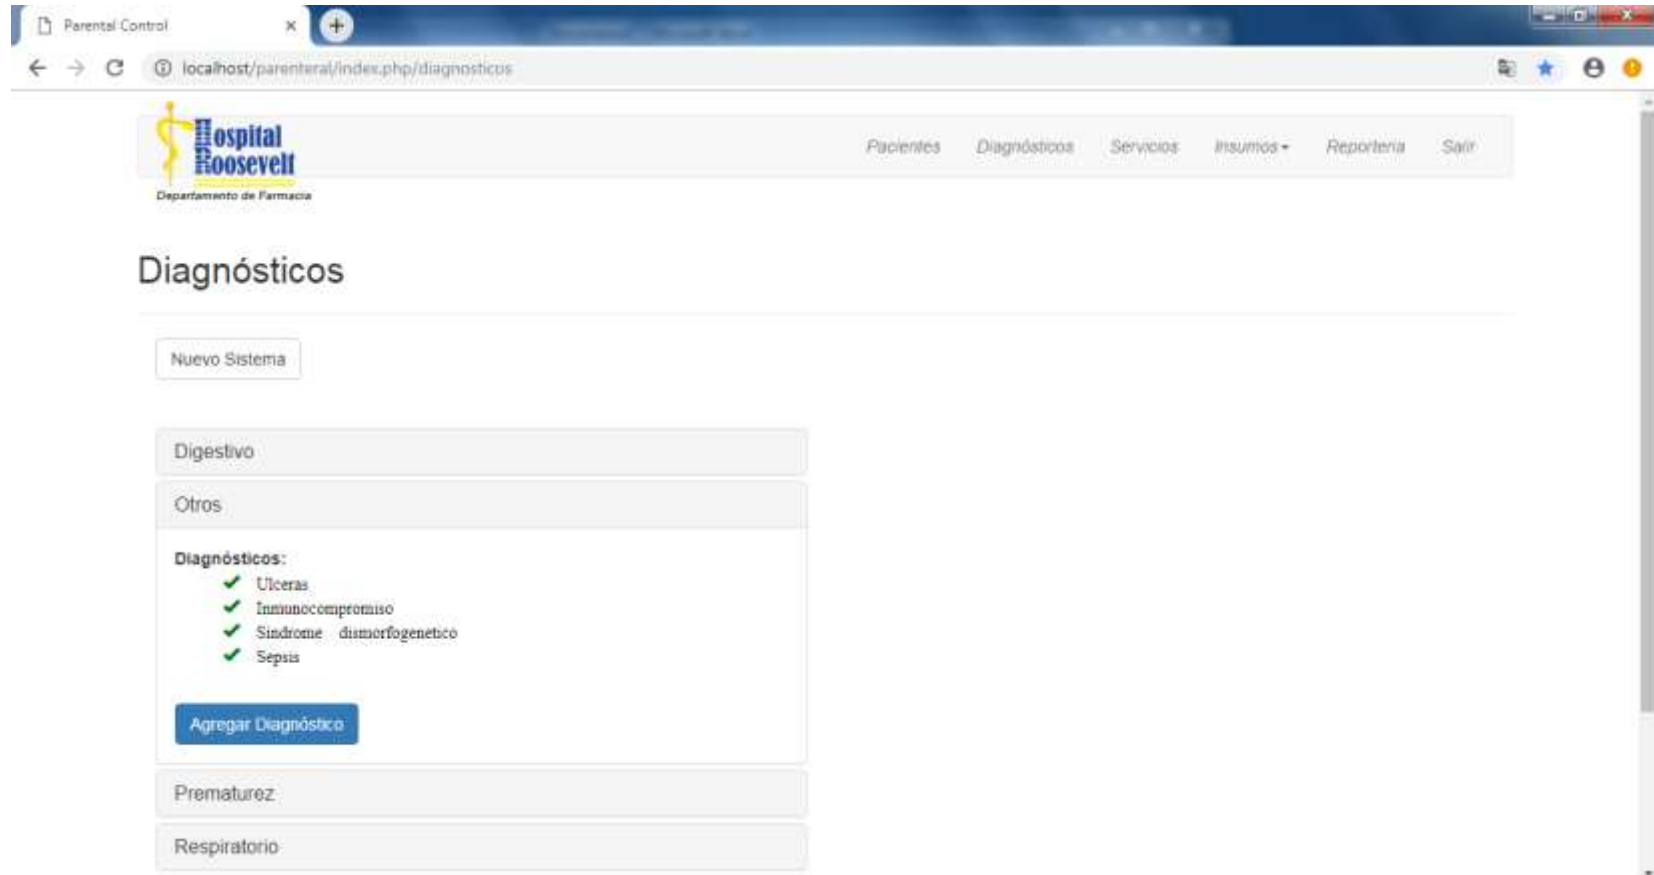 Parental Control
localhost/parenteral/index.php/diagnosticos
Hospital
Roosevelt
Departamento de Farmacia
Pacientes Diagnósticos Servicios Insumos Reporteria Salir
Diagnósticos
Nuevo Sistema
Digestivo
Otros
Diagnósticos:
Ulceras
Inmunocompromiso
Sindrome dismorfogenetico
Sepsis
Agregar Diagnóstico
Prematurez
Respiratorio